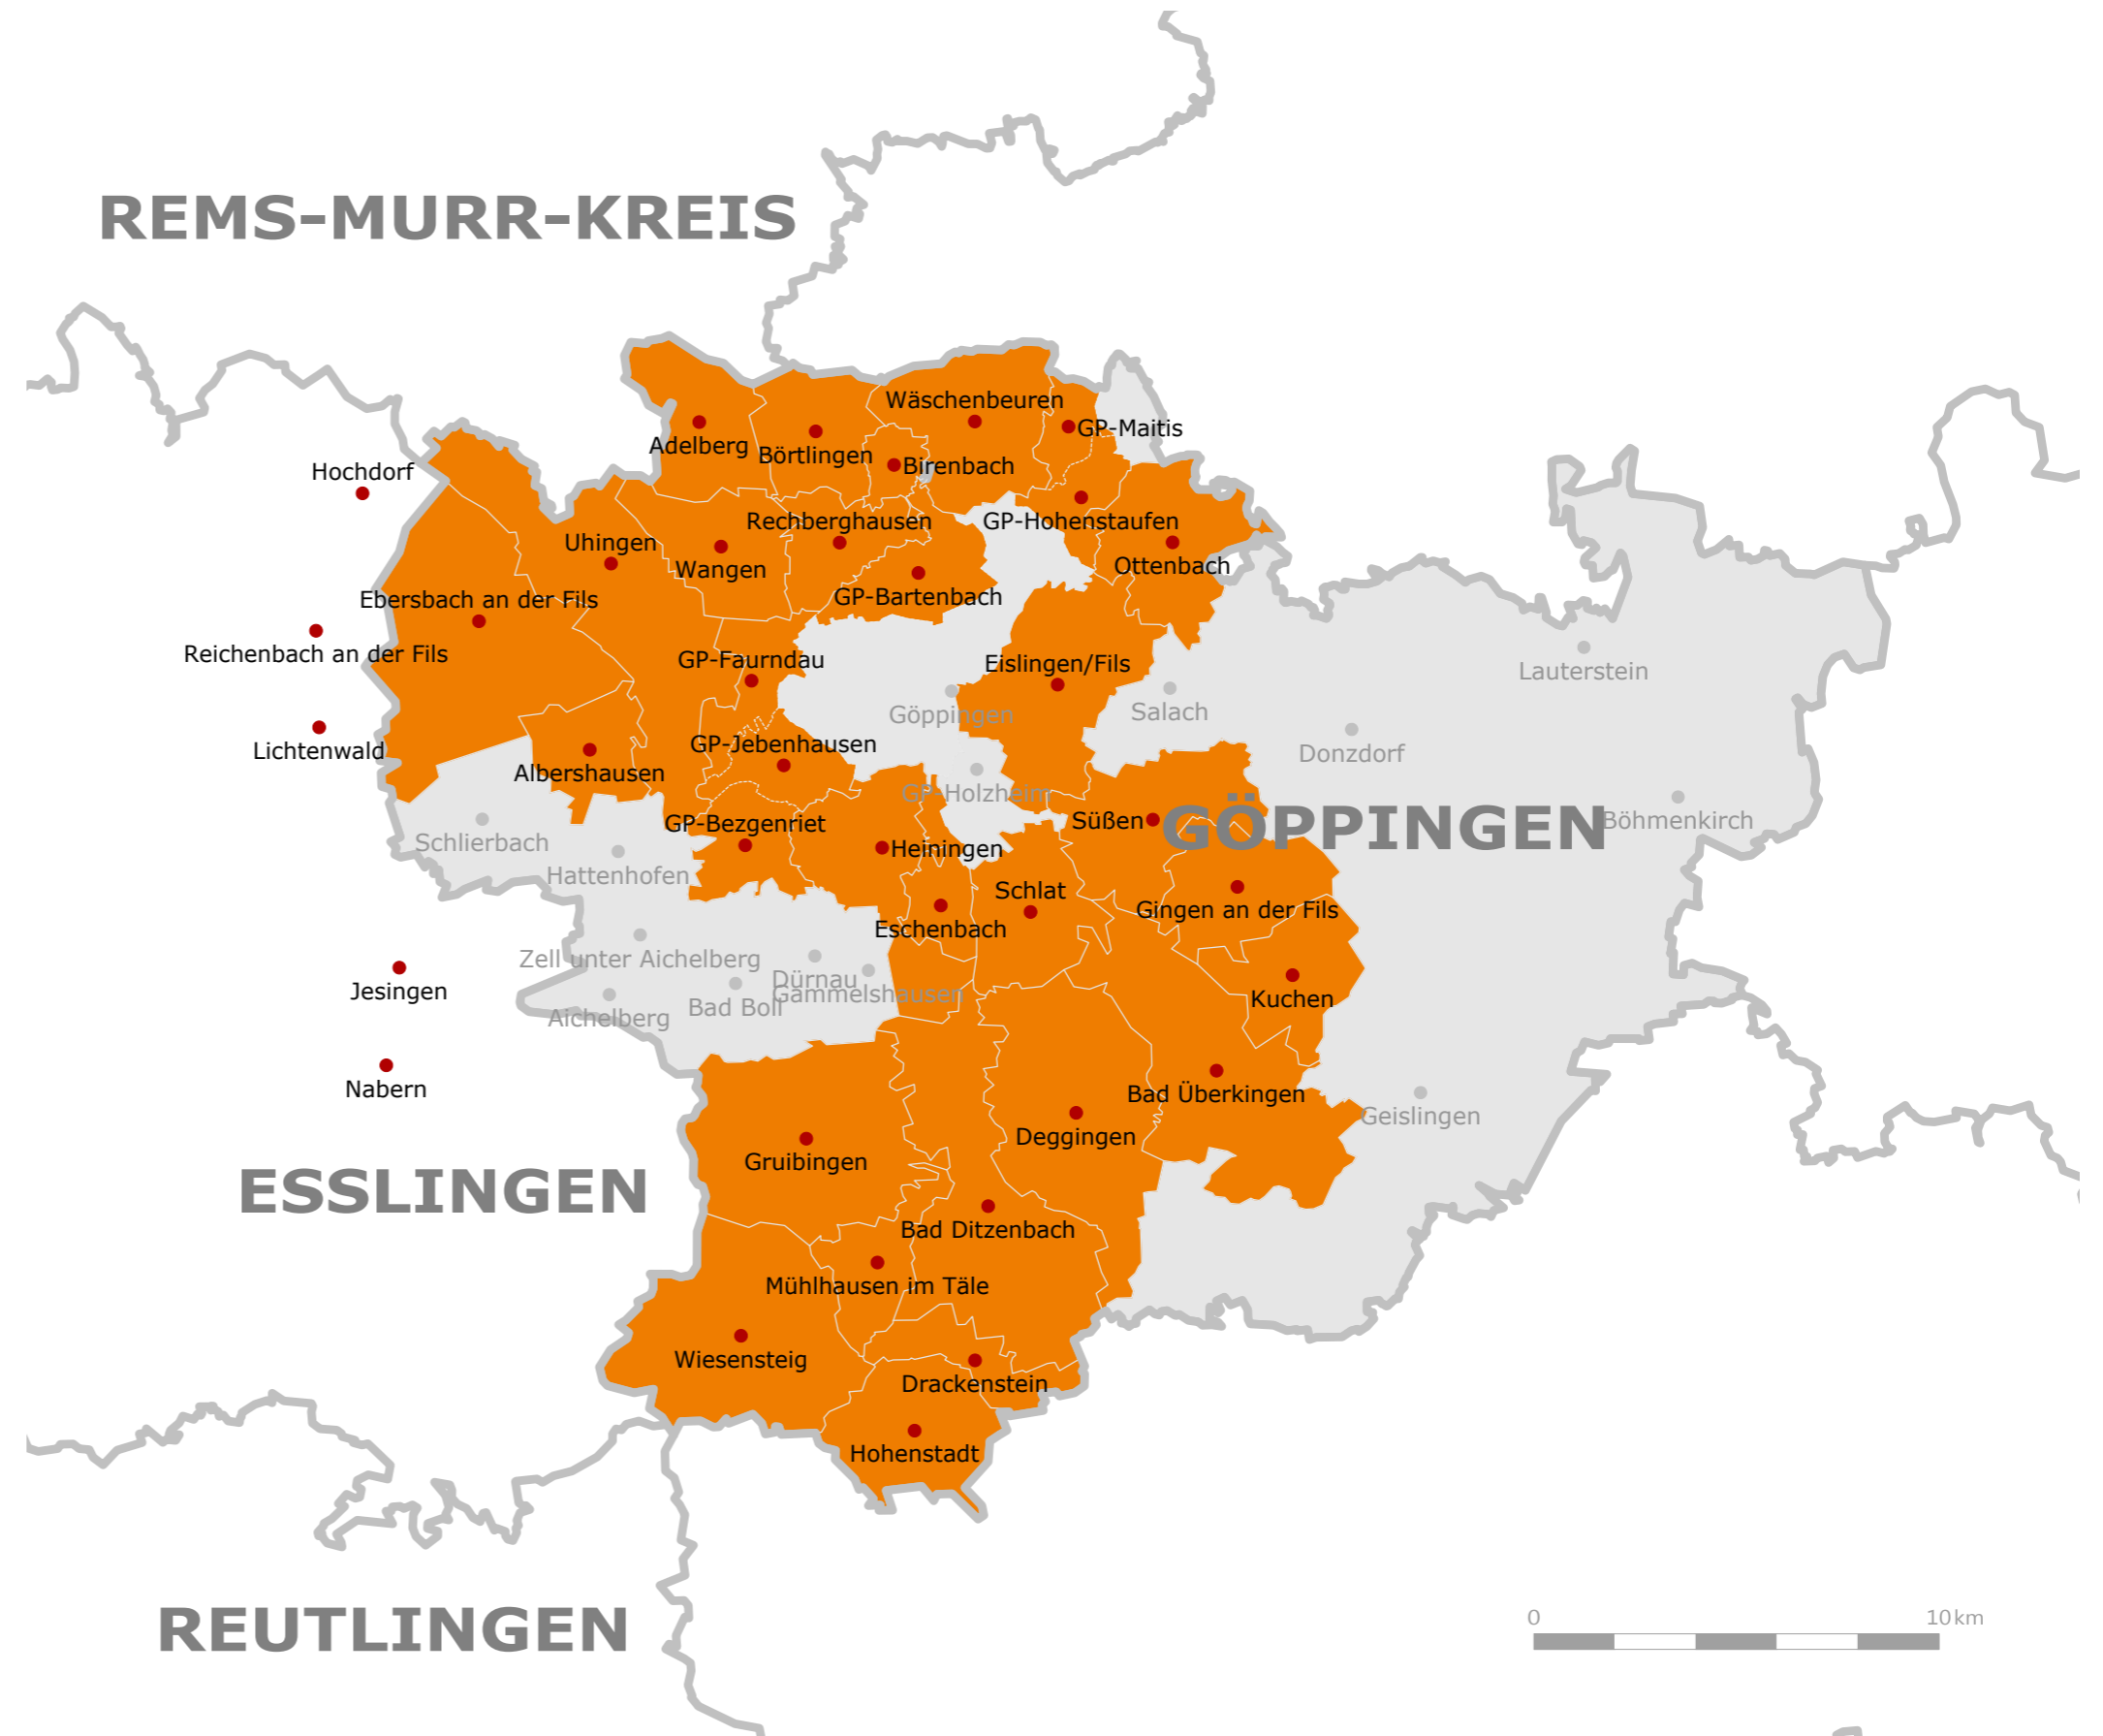 REMS-MURR-KREIS
Wäschenbeuren
GP-Maitis
Adelberg
Börtlingen
Birenbach
Hochdorf
Rechberghausen
GP-Hohenstaufen
Uhingen
Wangen
Ottenbach
GP-Bartenbach
Ebersbach an der Fils
Reichenbach an der Fils
GP-Faurndau
Eislingen/Fils
Lauterstein
Göppingen
Salach
Lichtenwald
GP-Jebenhausen
Donzdorf
Albershausen
GP-Holzheim
Süßen
GÖPPINGEN
Böhmenkirch
GP-Bezgenriet
Schlierbach
Heiningen
Hattenhofen
Schlat
Gingen an der Fils
Eschenbach
Zell unter Aichelberg
Dürnau
Jesingen
Gammelshausen
Kuchen
Bad Boll
Aichelberg
Nabern
Bad Überkingen
Geislingen
Deggingen
Gruibingen
ESSLINGEN
Bad Ditzenbach
Mühlhausen im Täle
Wiesensteig
Drackenstein
Hohenstadt
REUTLINGEN
0 10 km